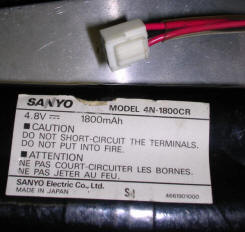 SANYO MODEL 4N-1800CR
4.8V⎓ 1800mAh
■CAUTION
DO NOT SHORT-CIRCUIT THE TERMINALS.
DO NOT PUT INTO FIRE.
■ATTENTION
NE PAS COURT-CIRCUITER LES BORNES.
NE PAS JETER AU FEU.
SANYO Electric Co., Ltd.
MADE IN JAPAN S-1 4661901000